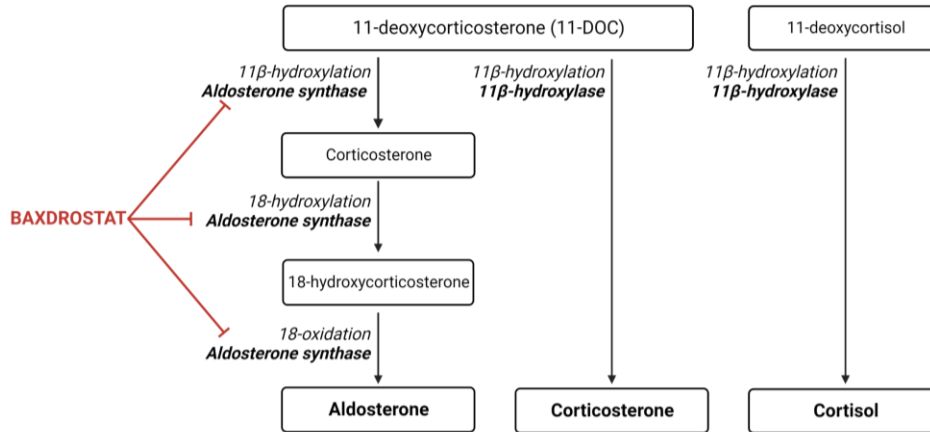 11-deoxycorticosterone (11-DOC)
11-deoxycortisol
11β-hydroxylation
Aldosterone synthase
11β-hydroxylation
11β-hydroxylase
11β-hydroxylation
11β-hydroxylase
Corticosterone
BAXDROSTAT
18-hydroxylation
Aldosterone synthase
18-hydroxycorticosterone
18-oxidation
Aldosterone synthase
Aldosterone
Corticosterone
Cortisol